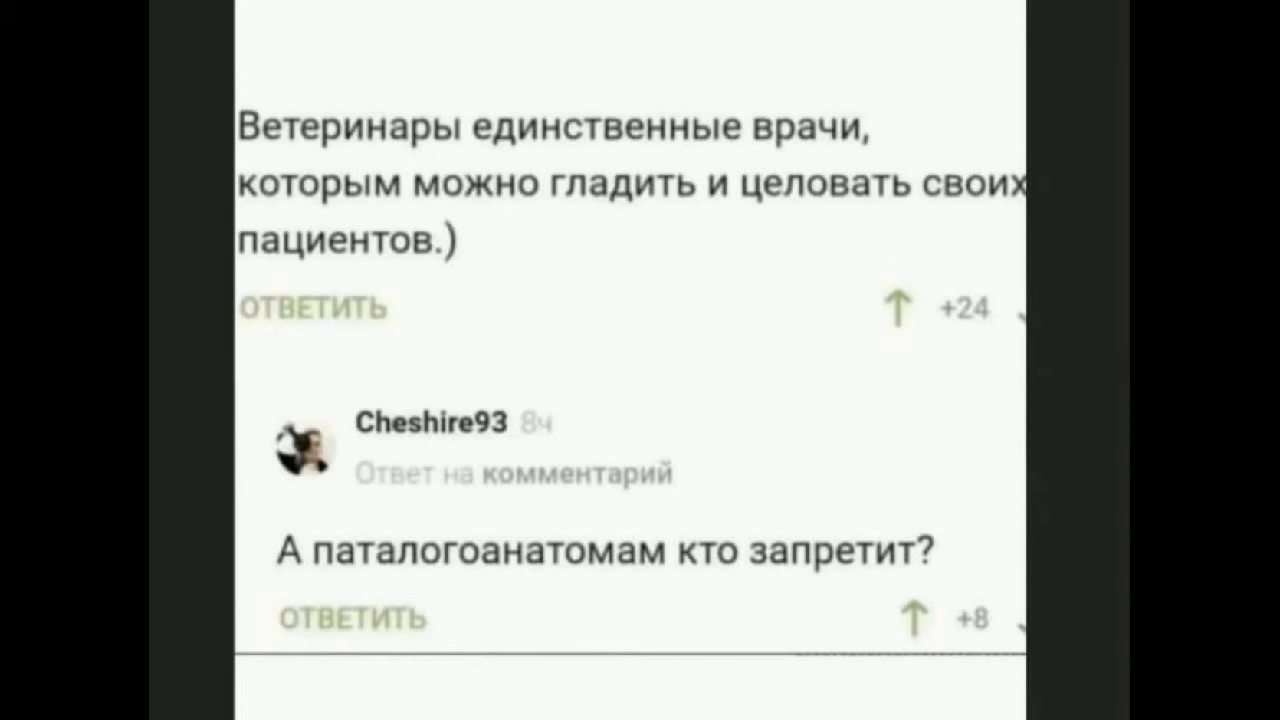 Ветеринары единственные врачи,
которым можно гладить и целовать своих
пациентов.)
ОТВЕТИТЬ ↑ +24
Cheshire93 8ч
Ответ на комментарий
А паталогоанатомам кто запретит?
ОТВЕТИТЬ ↑ +8